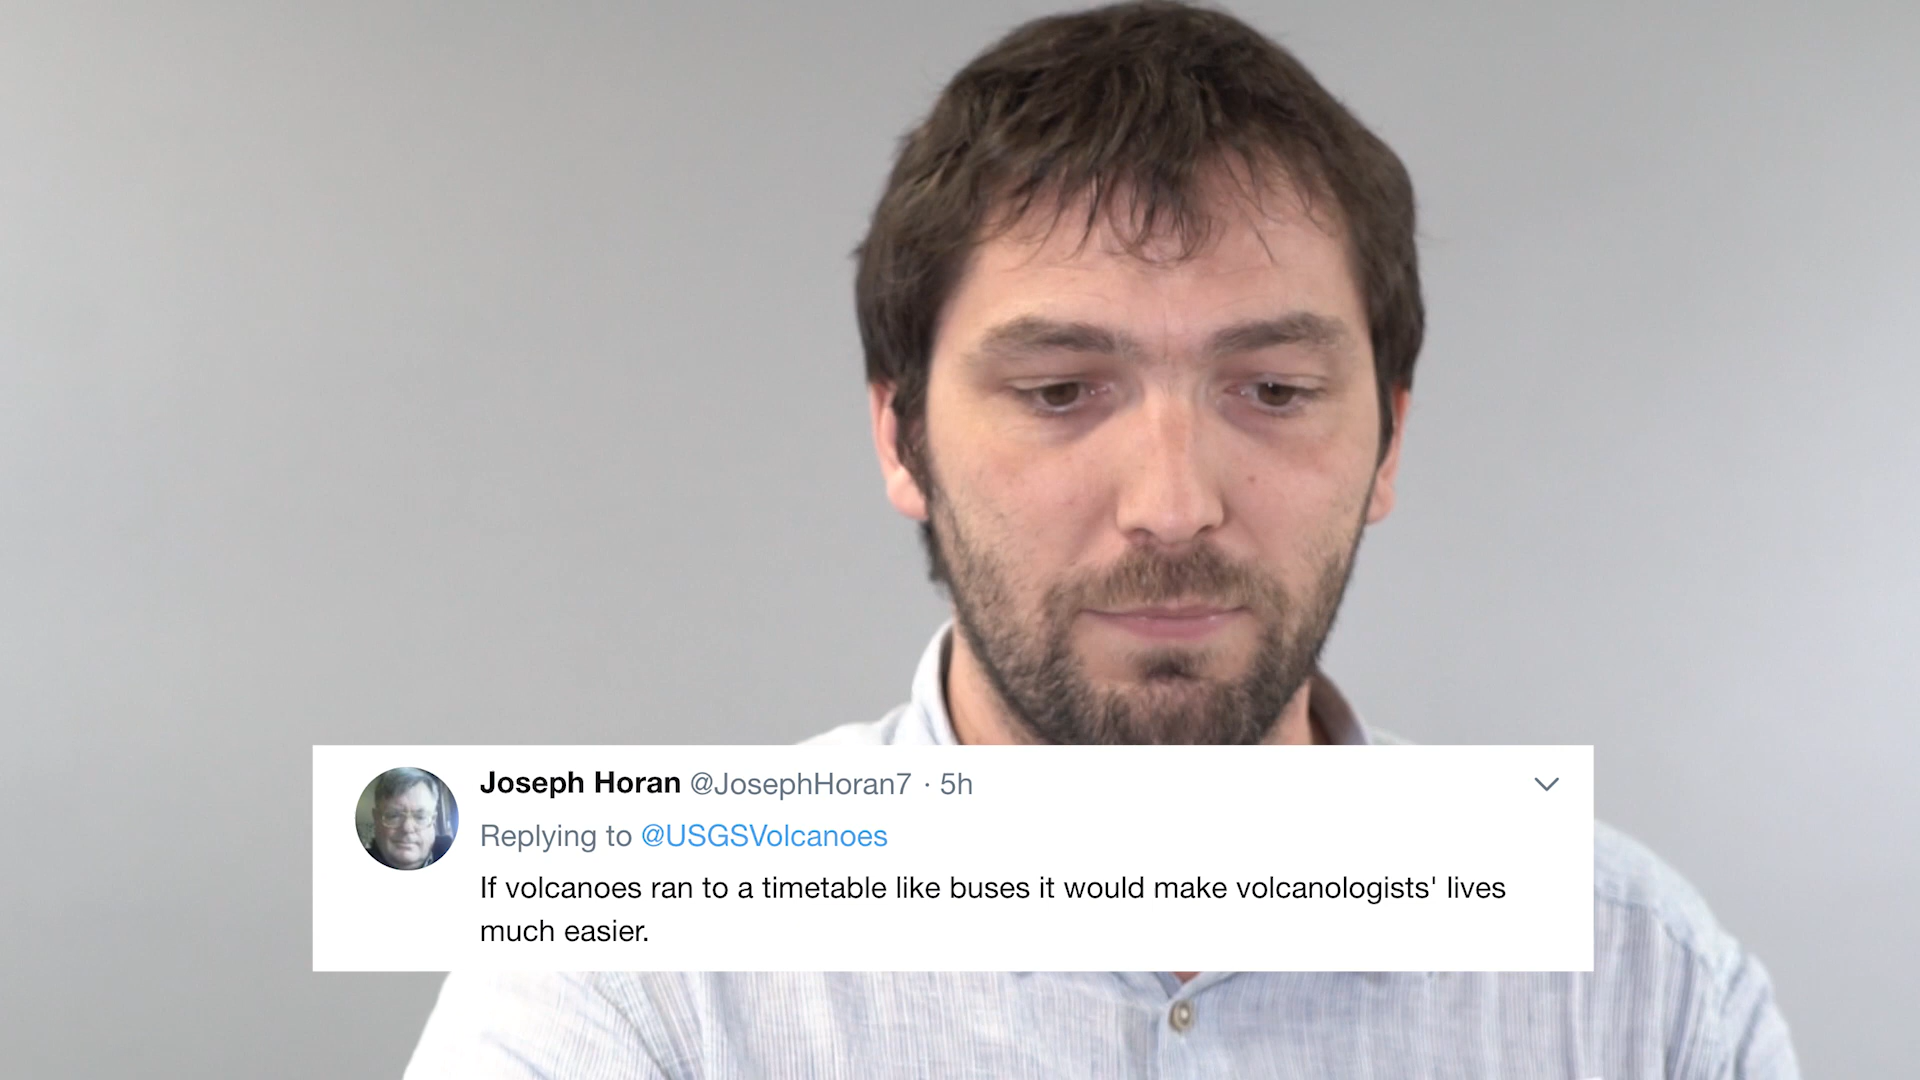 Joseph Horan @JosephHoran7 · 5h
Replying to @USGSVolcanoes
If volcanoes ran to a timetable like buses it would make volcanologists' lives
much easier.